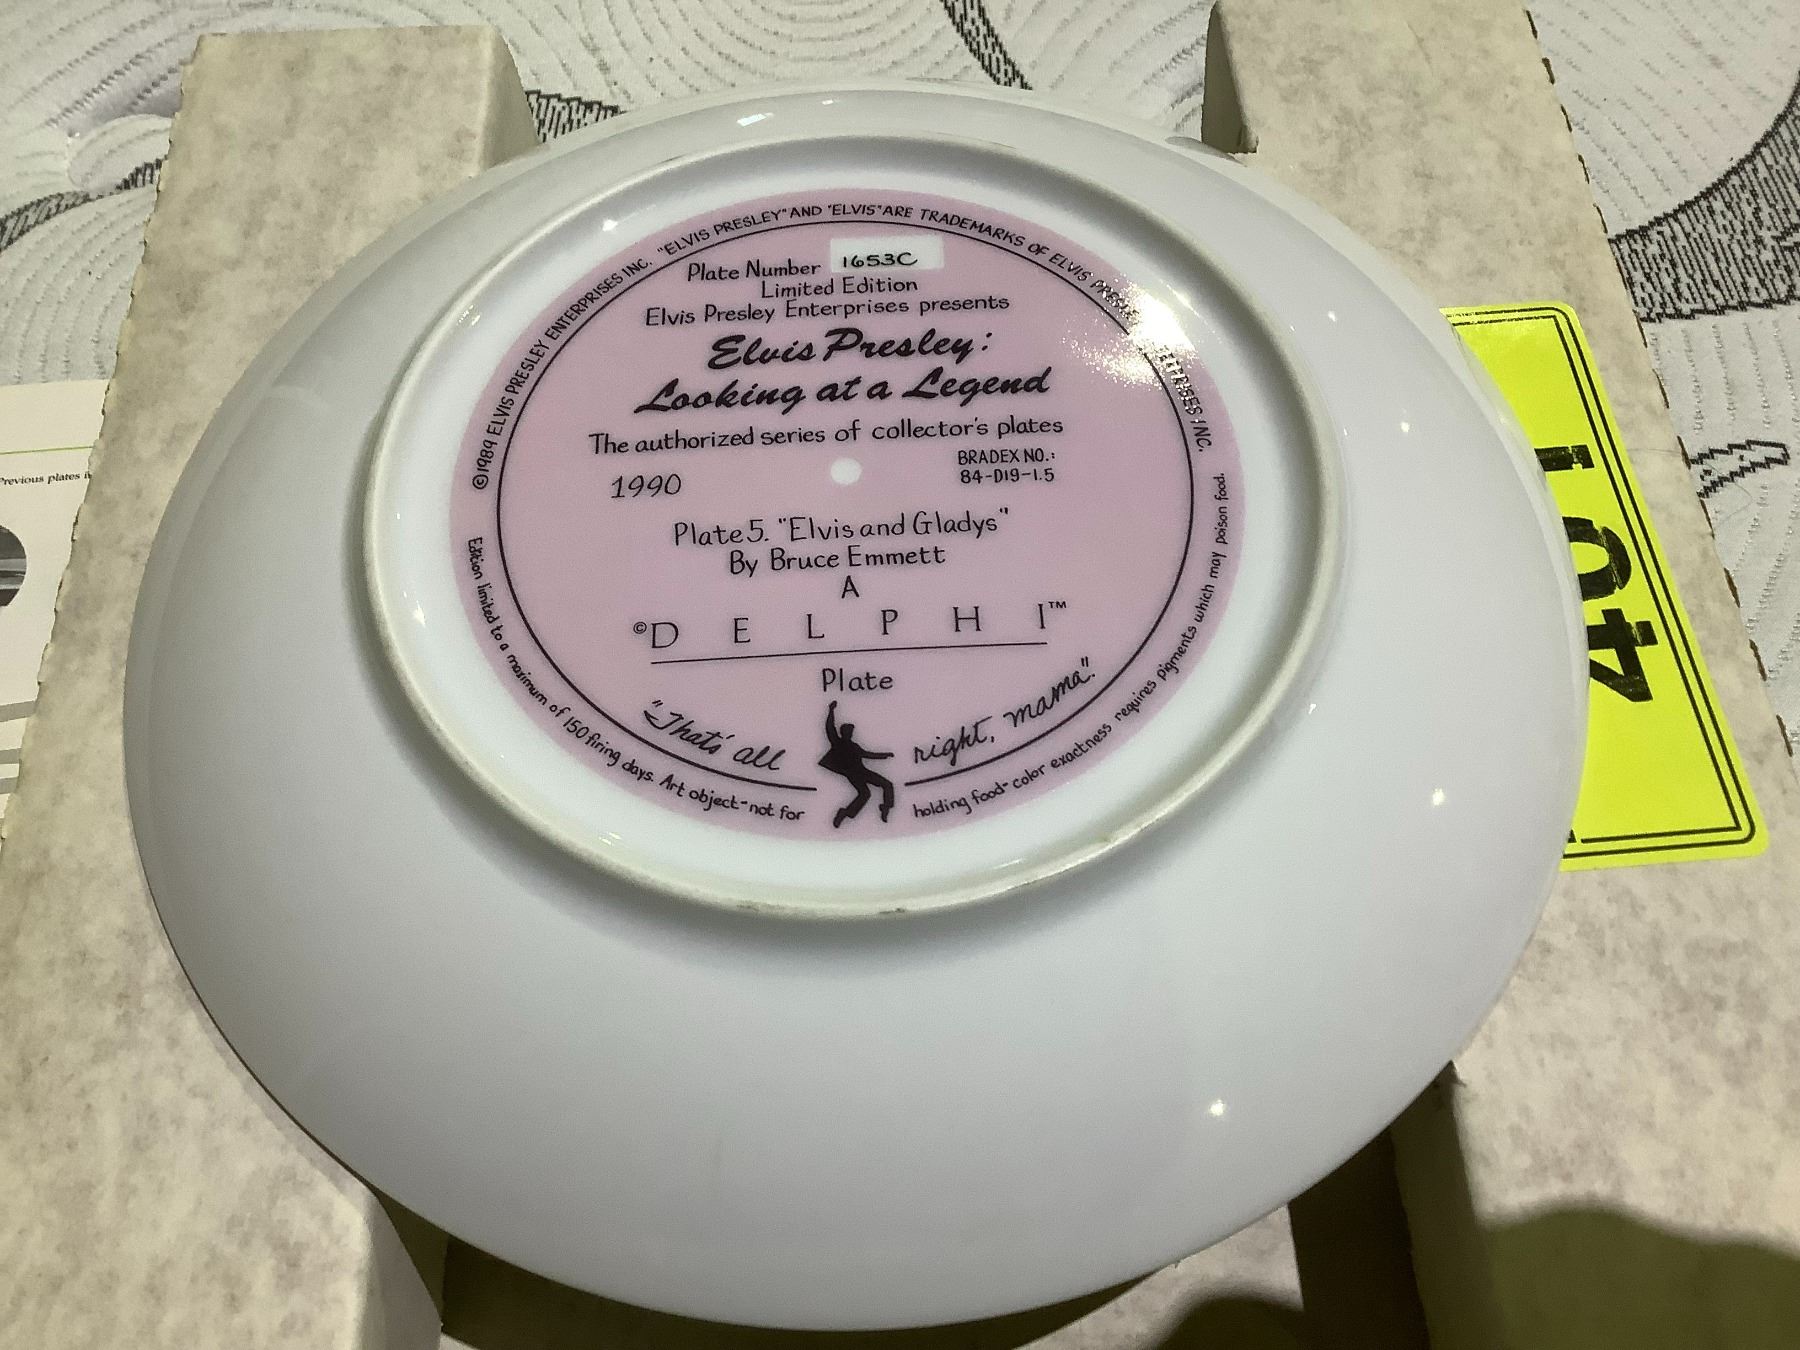 ©1989 ELVIS PRESLEY ENTERPRISES INC. "ELVIS PRESLEY" AND "ELVIS" ARE TRADEMARKS OF ELVIS PRESLEY ENTERPRISES INC.
Plate Number 1653C
Limited Edition
Elvis Presley Enterprises presents
Elvis Presley:
Looking at a Legend
The authorized series of collector's plates
1990
BRADEX NO.:
84-D19-1.5
Plate 5. "Elvis and Gladys"
By Bruce Emmett
A
©DELPHI™
Plate
"That's all right, mama".
Edition limited to a maximum of 150 firing days. Art object-not for holding food-color exactness requires pigments which may poison food.
401
Previous plates